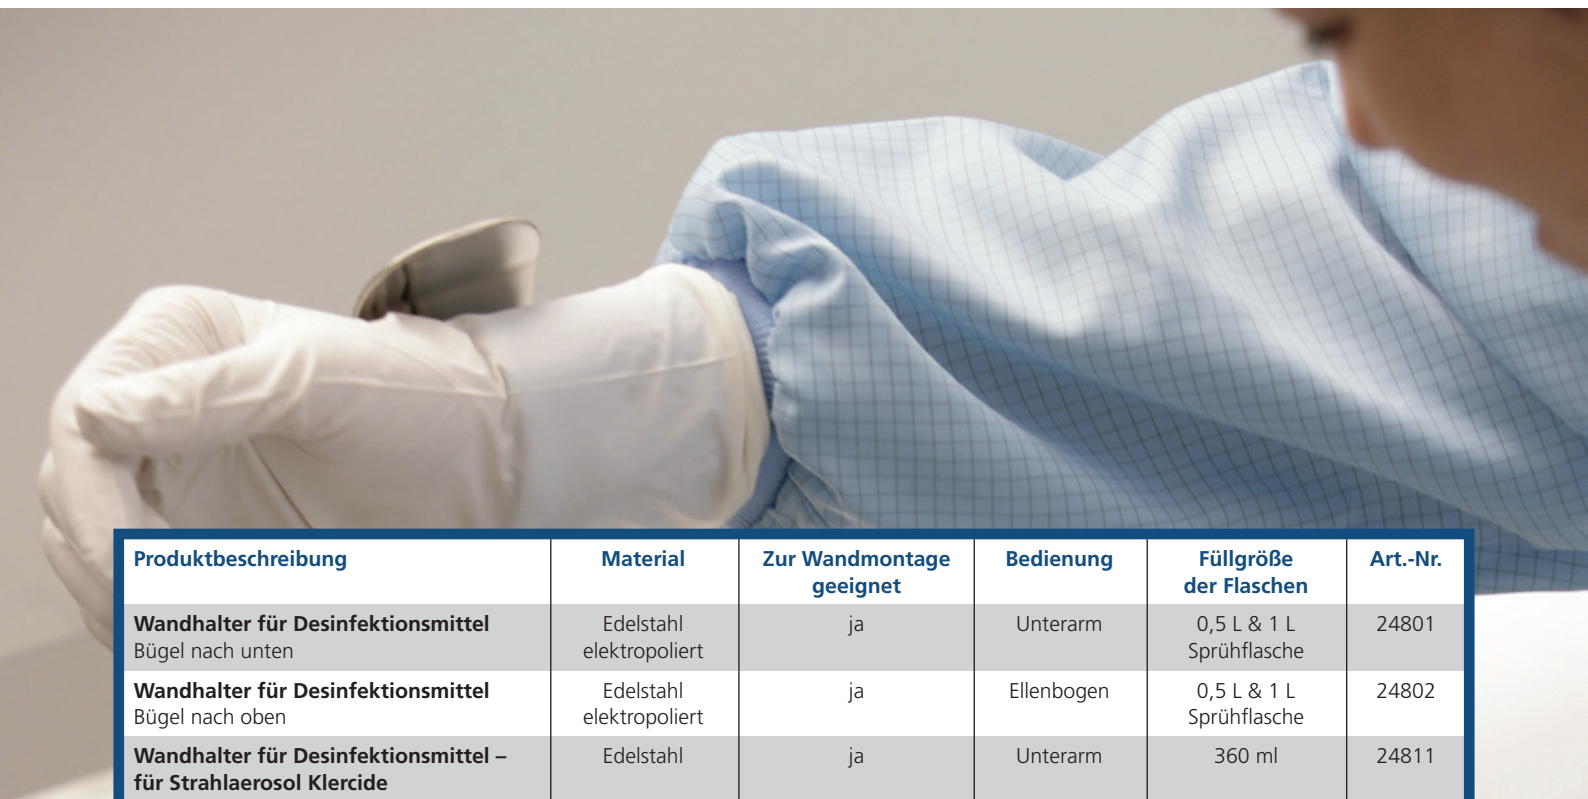 Produktbeschreibung Material Zur Wandmontage geeignet Bedienung Füllgröße der Flaschen Art.-Nr.
Wandhalter für Desinfektionsmittel Edelstahl ja Unterarm 0,5 L & 1 L 24801
Bügel nach unten elektropoliert Sprühflasche
Wandhalter für Desinfektionsmittel Edelstahl ja Ellenbogen 0,5 L & 1 L 24802
Bügel nach oben elektropoliert Sprühflasche
Wandhalter für Desinfektionsmittel – Edelstahl ja Unterarm 360 ml 24811
für Strahlaerosol Klercide